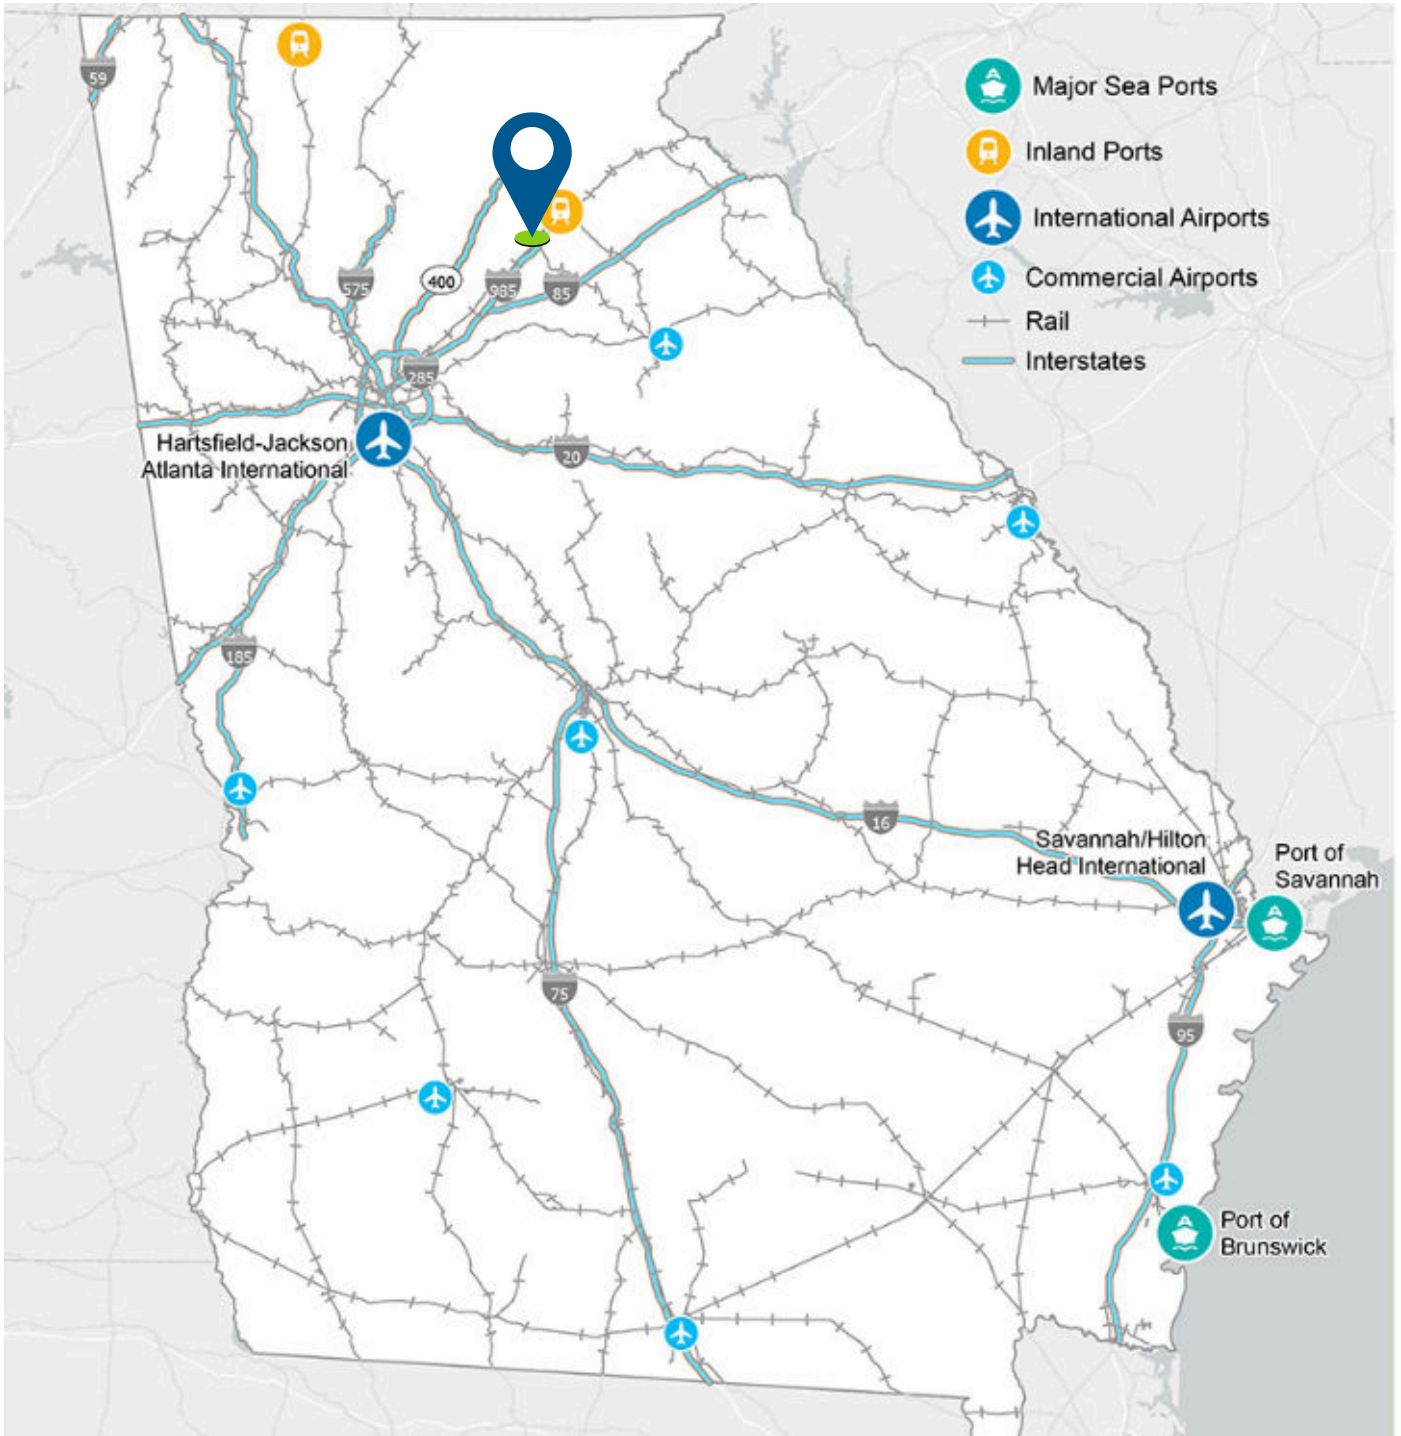 59
Major Sea Ports
Inland Ports
International Airports
Commercial Airports
Rail
Interstates
575
400
985
85
285
Hartsfield-Jackson
Atlanta International
20
185
16
Savannah/Hilton
Head International
Port of
Savannah
75
95
Port of
Brunswick